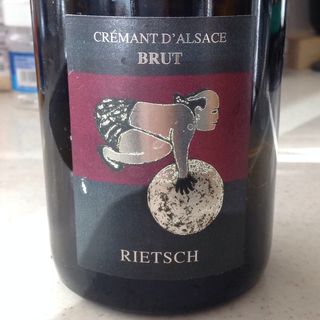 CRÉMANT D'ALSACE
BRUT
RIETSCH